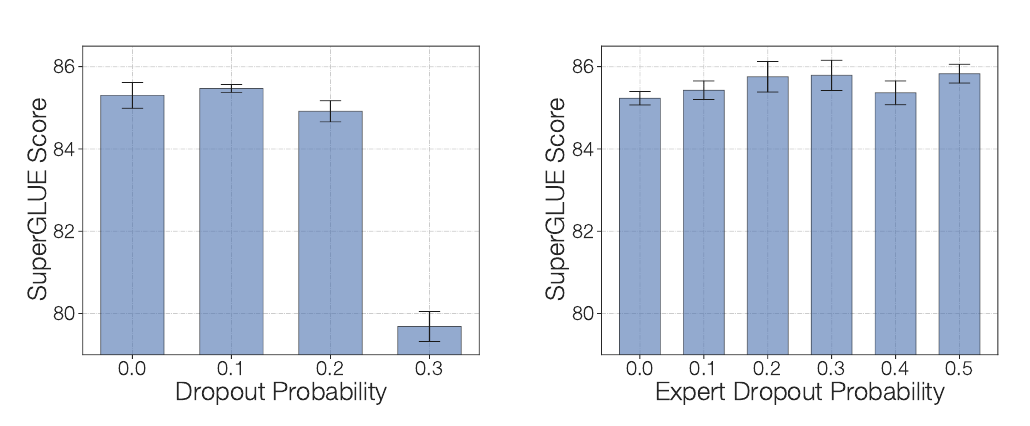 SuperGLUE Score
86
84
82
80
0.0 0.1 0.2 0.3
Dropout Probability
SuperGLUE Score
86
84
82
80
0.0 0.1 0.2 0.3 0.4 0.5
Expert Dropout Probability